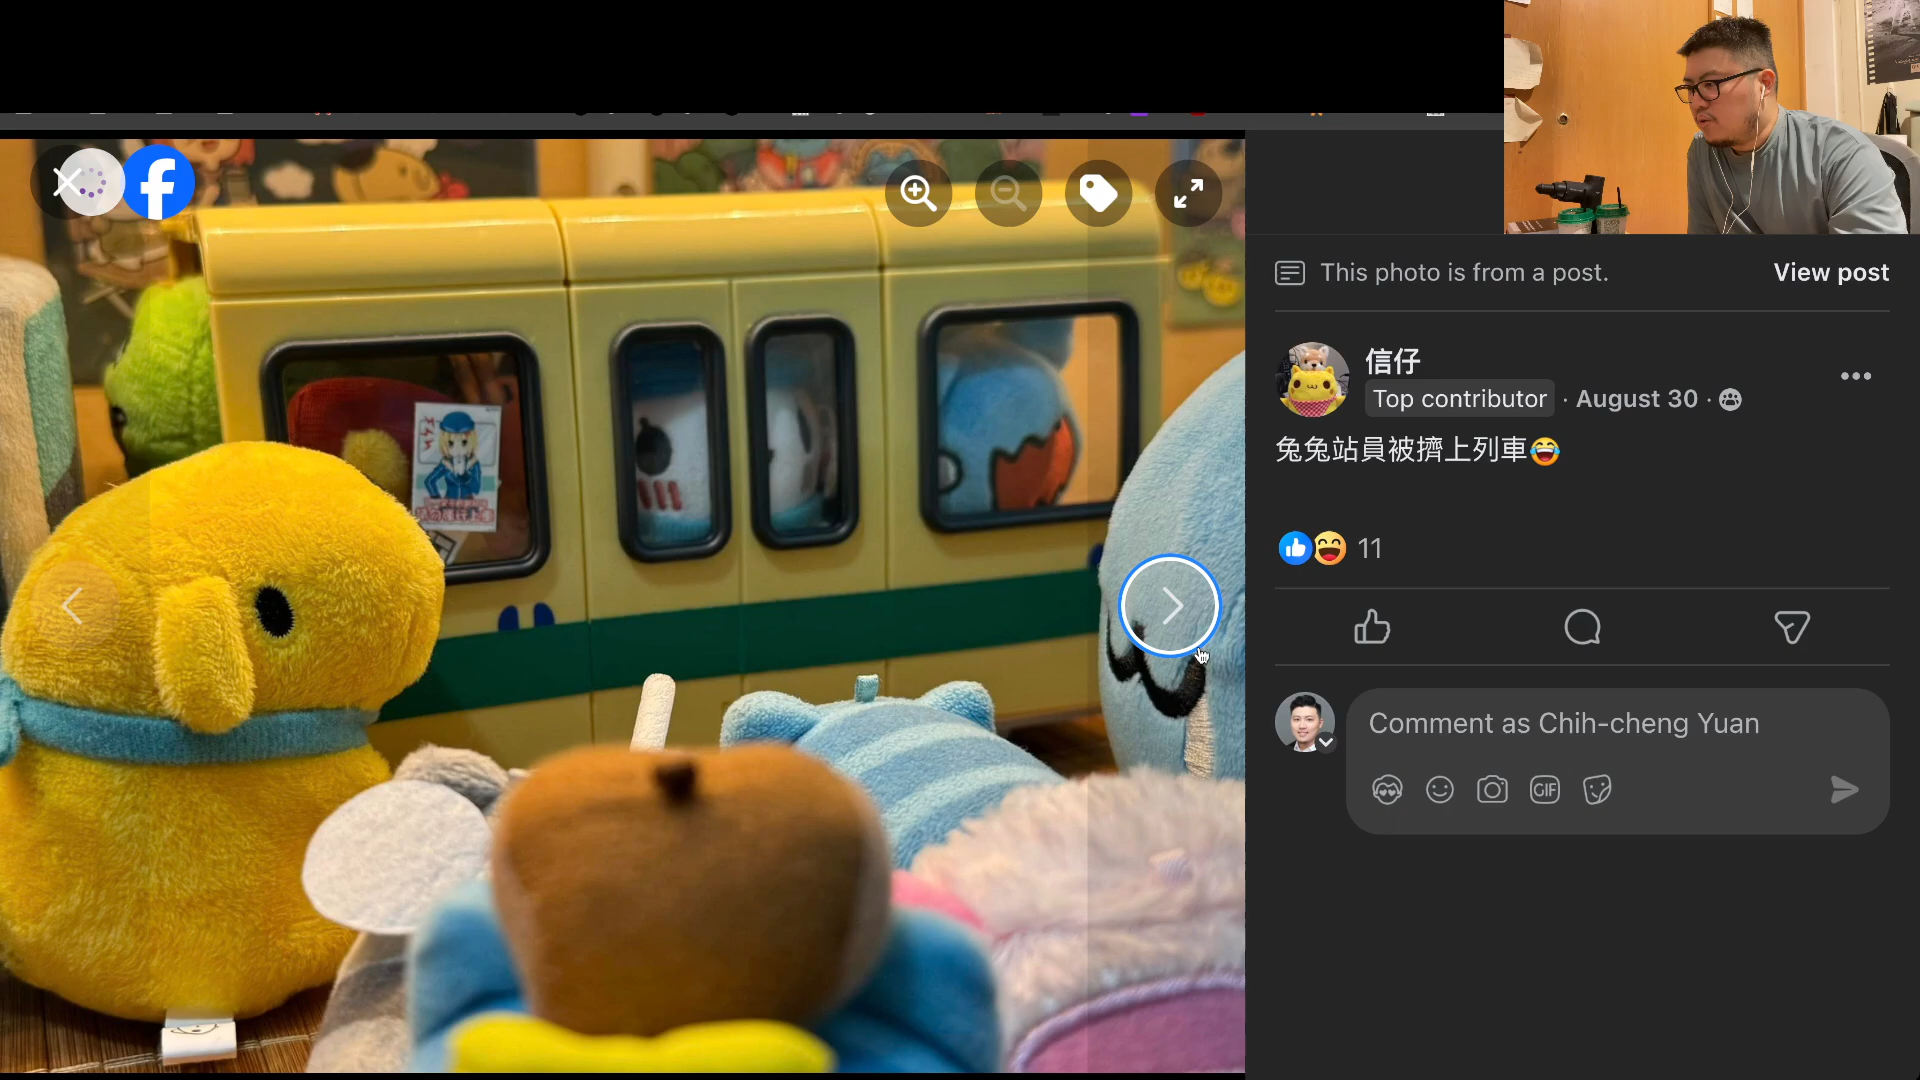 This photo is from a post.
View post
信仔
Top contributor · August 30 ·
兔兔站員被擠上列車😂
11
Comment as Chih-cheng Yuan
GIF